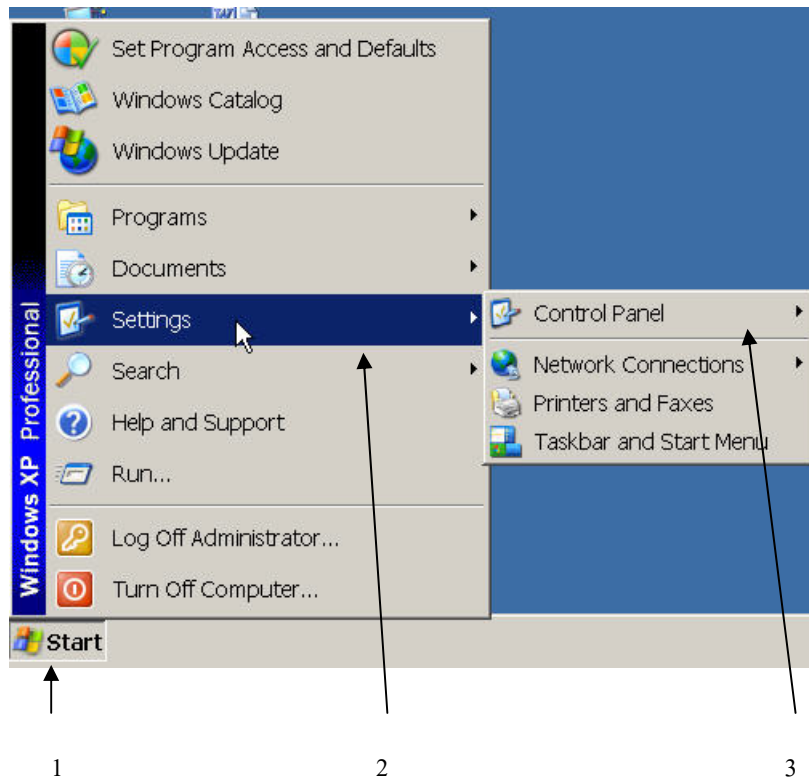 Set Program Access and Defaults
Windows Catalog
Windows Update
Programs
Documents
Settings
Search
Help and Support
Run...
Log Off Administrator...
Turn Off Computer...
Windows XP Professional
Control Panel
Network Connections
Printers and Faxes
Taskbar and Start Menu
Start
1 2 3